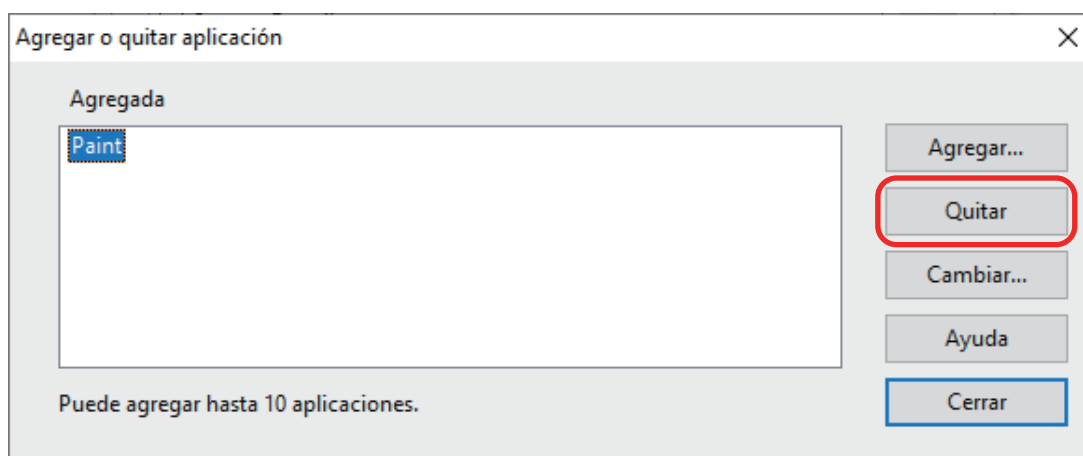 Agregar o quitar aplicación
Agregada
Paint
Agregar...
Quitar
Cambiar...
Ayuda
Puede agregar hasta 10 aplicaciones.
Cerrar